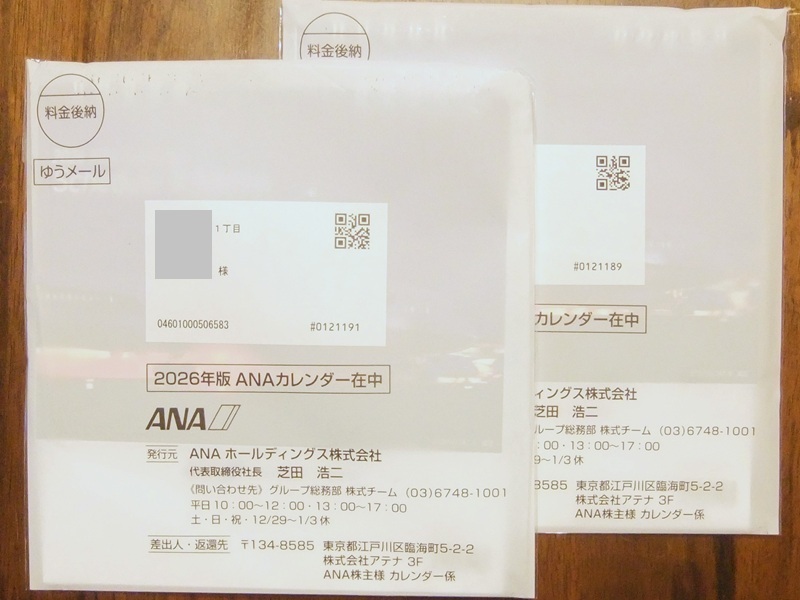 料金後納
ゆうメール
1丁目
様
04601000506583
#0121191
2026年版 ANAカレンダー在中
ANA
発行元 ANA ホールディングス株式会社
代表取締役社長 芝田 浩二
《問い合わせ先》グループ総務部 株式チーム (03)6748-1001
平日10:00〜12:00・13:00〜17:00
土・日・祝・12/29〜1/3 休
差出人・返還先 〒134-8585 東京都江戸川区臨海町5-2-2
株式会社アテナ 3F
ANA株主様 カレンダー係
料金後納
#0121189
カレンダー在中
ィングス株式会社
芝田 浩二
ループ総務部 株式チーム (03)6748-1001
:00・13:00〜17:00
9〜1/3 休
8585 東京都江戸川区臨海町5-2-2
株式会社アテナ 3F
ANA株主様 カレンダー係